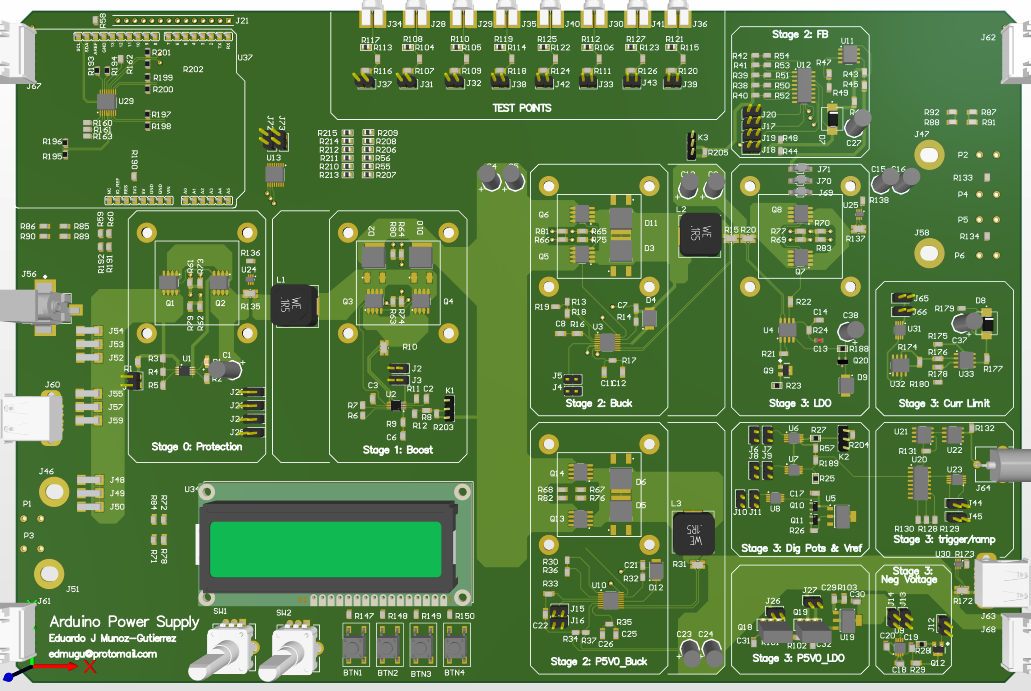 R58
J21
J34 J28 J29 J35 J40 J30 J41 J36
R117 R108 R110 R119 R125 R112 R127 R121
R113 R104 R105 R114 R122 R106 R123 R115
R116 R107 R109 R118 R124 R111 R126 R120
J37 J31 J32 J38 J42 J33 J43 J39
TEST POINTS
Stage 2: FB
U11
R42 R54
R41 R53
R39 R51
R38 R50
R40 R52
U12
R47
R43
R45
R49
J20
J17
J19 R48
J18 R44
D7
C27
J62
J67
U37
R201
R202
R193
R194
R162
R199
R200
U29
R197
R198
R160
R161
R163
R196
R195
R190
J73
U13
R215 R209
R214 R208
R212 R206
R211 R56
R210 R55
R213 R207
K3
R205
R92 R87
R88 R91
J47
P2
R133
P4
P5
R134
P6
J58
J71
J70
J69
C15 C16
R138
U25
R137
Q8
R70
R77
R69
R83
Q7
L2
R15 R20
Q6
R81 R65
R66 R75
Q5
D11
D3
R86 R85
R90 R89
R59
R60
R192
R191
J56
R136
U24
R135
R61
R73
Q1 Q2
R79
R62
L1
WE
.1R5
D2
R80
R64
D10
Q3 Q4
R63
R74
R10
J54
J53
J52
R3
R4
R5
U1
R1
C1
J60
J55
J57
J59
J46
J48
J49
J50
Stage 0: Protection
J2
J3
R11 C2
C3
U2
R7
R6
R8
R12
R9
C6
K1
R203
Stage 1: Boost
R19 R13
R18
C8 R16
C7
R14
D4
U3
R17
C11 C12
J5
J4
Stage 2: Buck
R22
U4
C14
R24
C13
C38
R188
R21
Q9
Q20
R23
D9
Stage 3: LDO
J65
J66
U31
R179
D8
C37
R174
R175
R176
R178
R177
U32 R180
U33
Stage 3: Curr Limit
P1
P3
R84
R72
R71
R78
J51
J61
SW1 SW2
R147 R148 R149 R150
BTN1 BTN2 BTN3 BTN4
Arduino Power Supply
Eduardo J Munoz-Gutierrez
edmugu@protomail.com
X
Q14
R68 R67
R82 R76
Q13
D6
D5
L3
WE
.1R5
R31
R30
R36
R33
C21
R32
D12
U10
J15
J16
C22
R34 R37
R35
C25
C26
C23 C24
Stage 2: P5V0_Buck
J6 J7
J8 J9
U6
R27
U7
R189
R25
K2
R204
J10 J11
U8
C17
Q10
Q11
R26
U5
Stage 3: Dig Pots & Vref
U21
U22
R132
R131
U20
U23
J64
J44
J45
R130 R128 R129
Stage 3: trigger/ramp
U30 R173
R172
J63
J68
J26
J27
C29 R103
C30
Q18
Q19
U19
C31
R102 C32
Stage 3: P5V0_LDO
Stage 3:
Neg Voltage
J14
J13
J12
U9
C20
C19
R28
Q12
C18 R29